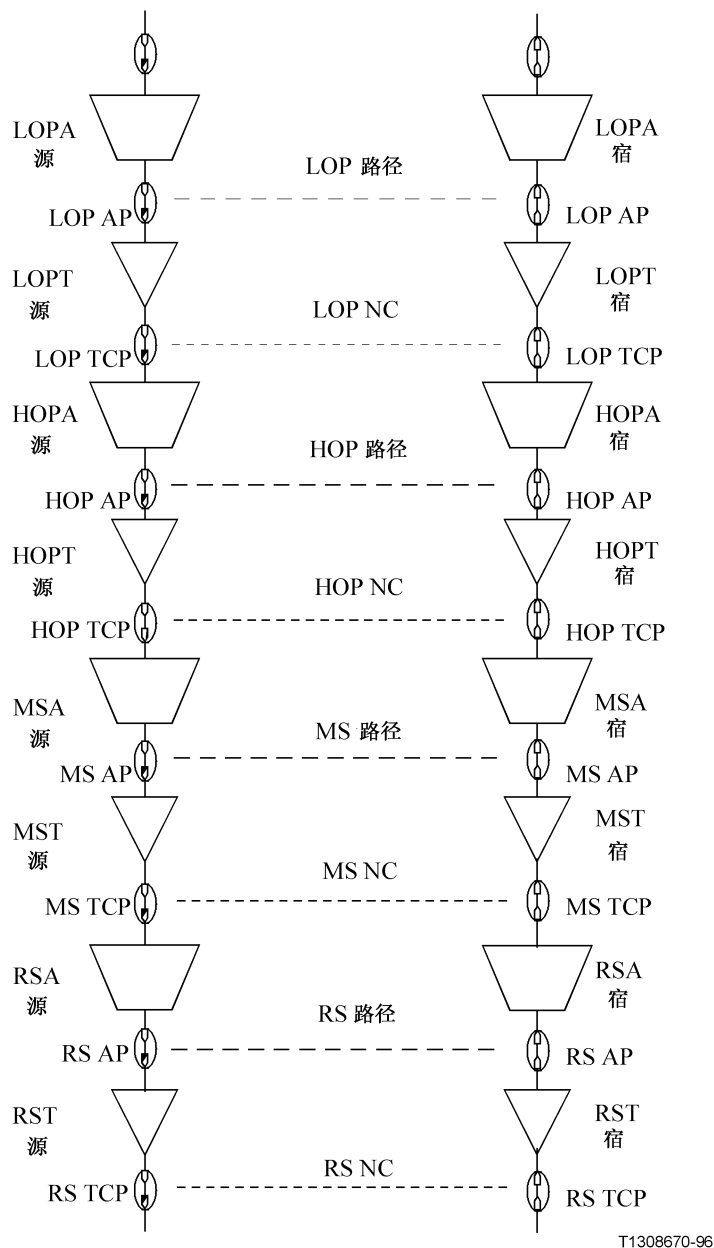 LOPA
源
LOPA
宿
LOP 路径
LOP AP
LOP AP
LOPT
源
LOPT
宿
LOP NC
LOP TCP
LOP TCP
HOPA
源
HOPA
宿
HOP 路径
HOP AP
HOP AP
HOPT
源
HOPT
宿
HOP NC
HOP TCP
HOP TCP
MSA
源
MSA
宿
MS 路径
MS AP
MS AP
MST
源
MST
宿
MS NC
MS TCP
MS TCP
RSA
源
RSA
宿
RS 路径
RS AP
RS AP
RST
源
RST
宿
RS NC
RS TCP
RS TCP
T1308670-96